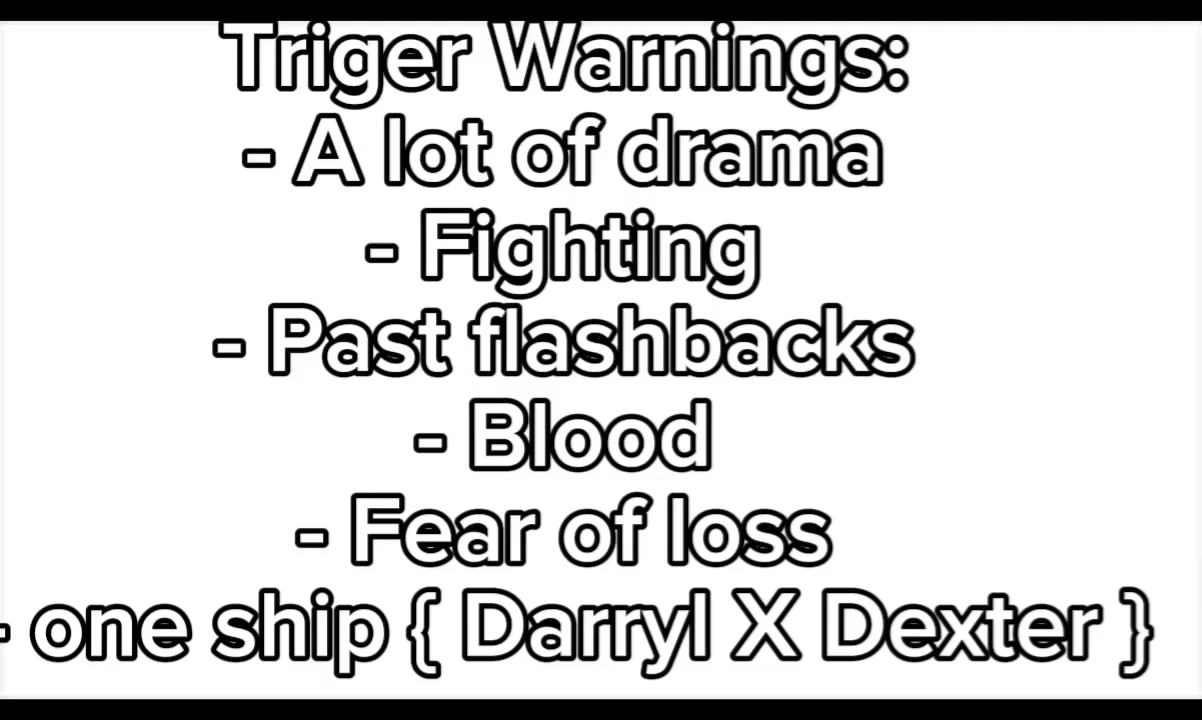 Triger Warnings:
- A lot of drama
- Fighting
- Past flashbacks
- Blood
- Fear of loss
- one ship { Darryl X Dexter }